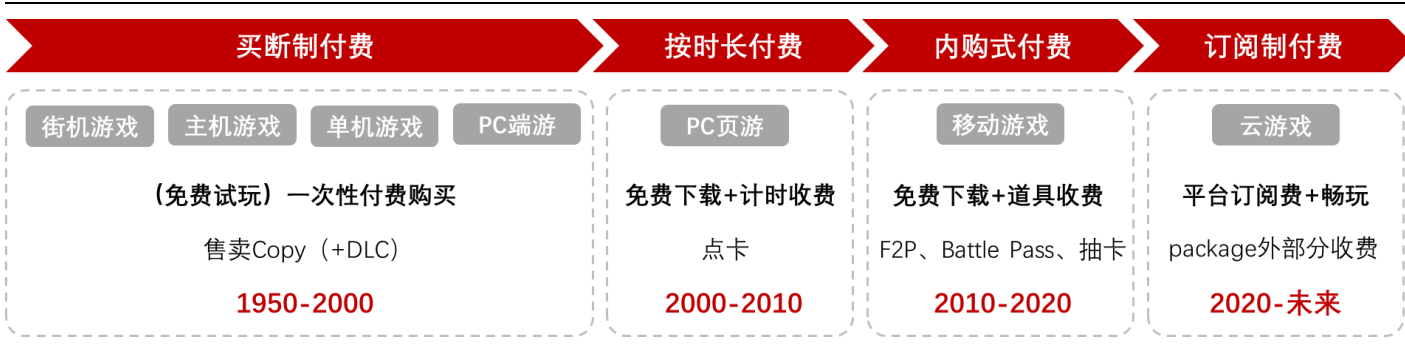 买断制付费
按时长付费
内购式付费
订阅制付费
街机游戏
主机游戏
单机游戏
PC端游
PC页游
移动游戏
云游戏
（免费试玩）一次性付费购买
免费下载+计时收费
免费下载+道具收费
平台订阅费+畅玩
售卖Copy（+DLC）
点卡
F2P、Battle Pass、抽卡
package外部分收费
1950-2000
2000-2010
2010-2020
2020-未来